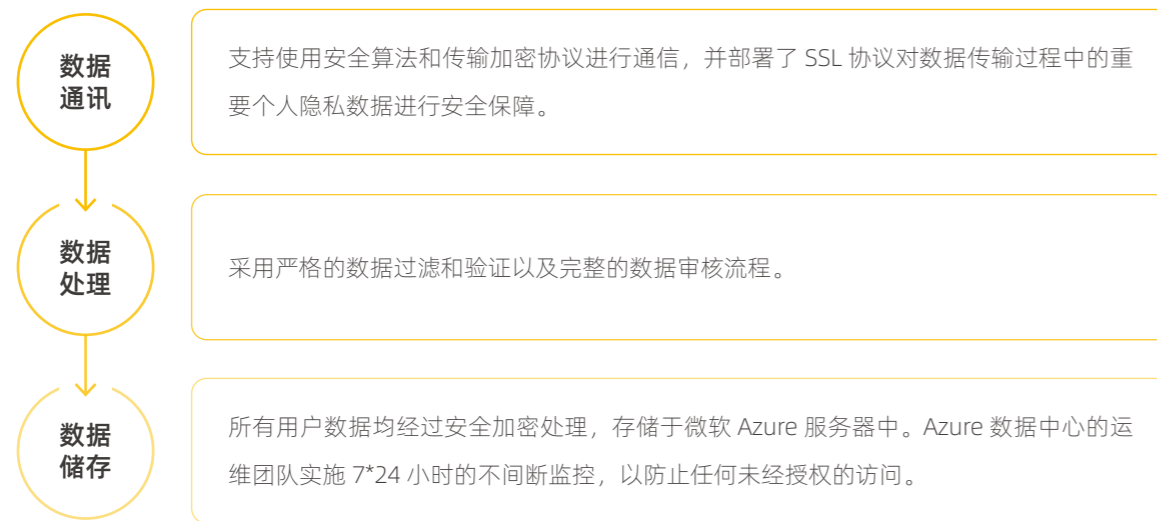 数据
通讯
支持使用安全算法和传输加密协议进行通信，并部署了 SSL 协议对数据传输过程中的重
要个人隐私数据进行安全保障。
数据
处理
采用严格的数据过滤和验证以及完整的数据审核流程。
数据
储存
所有用户数据均经过安全加密处理，存储于微软 Azure 服务器中。Azure 数据中心的运
维团队实施 7*24 小时的不间断监控，以防止任何未经授权的访问。